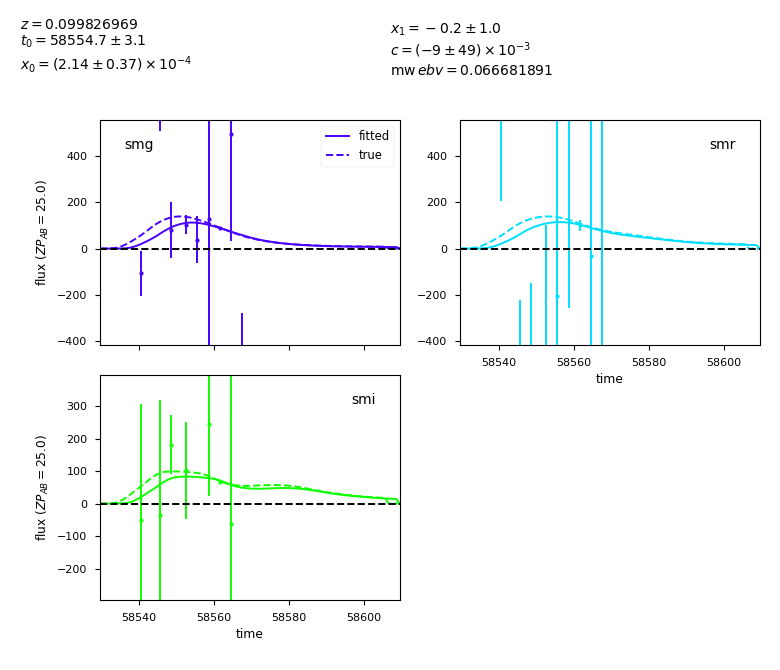 z = 0.099826969
t₀ = 58554.7 ± 3.1
x₀ = (2.14 ± 0.37) × 10⁻⁴
x₁ = −0.2 ± 1.0
c = (−9 ± 49) × 10⁻³
mw ebv = 0.066681891
smg
fitted
true
400
200
0
−200
−400
flux (ZP_AB = 25.0)
smr
400
200
0
−200
−400
58540 58560 58580 58600
time
smi
300
200
100
0
−100
−200
flux (ZP_AB = 25.0)
58540 58560 58580 58600
time